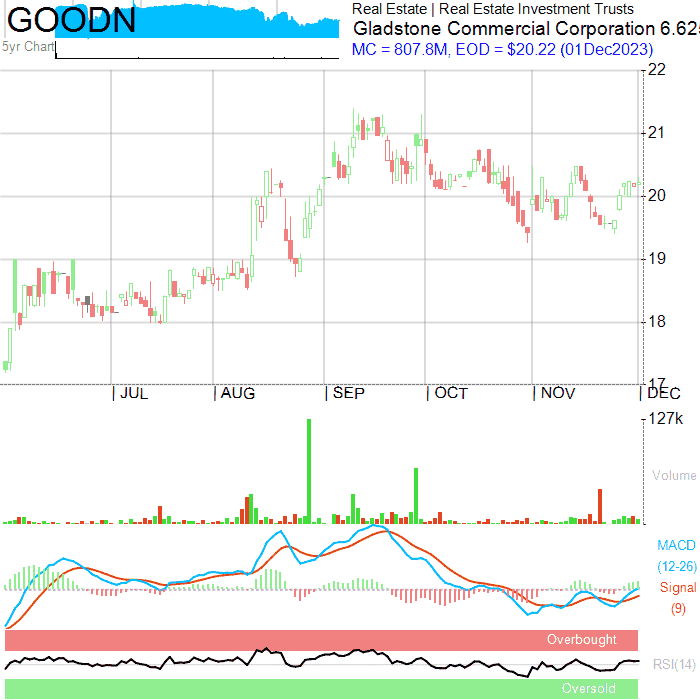 GOODN
5yr Chart
Real Estate | Real Estate Investment Trusts
Gladstone Commercial Corporation 6.62
MC = 807.8M, EOD = $20.22 (01Dec2023)
22
21
20
19
18
17
JUL AUG SEP OCT NOV DEC
127k
Volume
MACD
(12-26)
Signal
(9)
Overbought
RSI(14)
Oversold